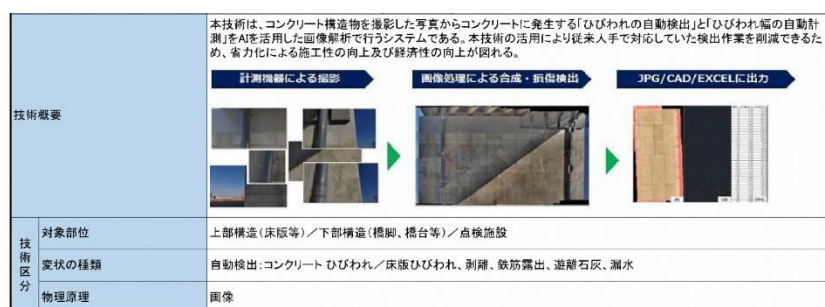 本技術は、コンクリート構造物を撮影した写真からコンクリートに発生する「ひびわれの自動検出」と「ひびわれ幅の自動計
測」をAIを活用した画像解析で行うシステムである。本技術の活用により従来人手で対応していた検出作業を削減できるた
め、省力化による施工性の向上及び経済性の向上が図れる。
計測機器による撮影
画像処理による合成・損傷検出
JPG/CAD/EXCELに出力
技術概要
技術区分
対象部位
上部構造(床版等)／下部構造(橋脚、橋台等)／点検施設
変状の種類
自動検出:コンクリート ひびわれ／床版ひびわれ、剥離、鉄筋露出、遊離石灰、漏水
物理原理
画像